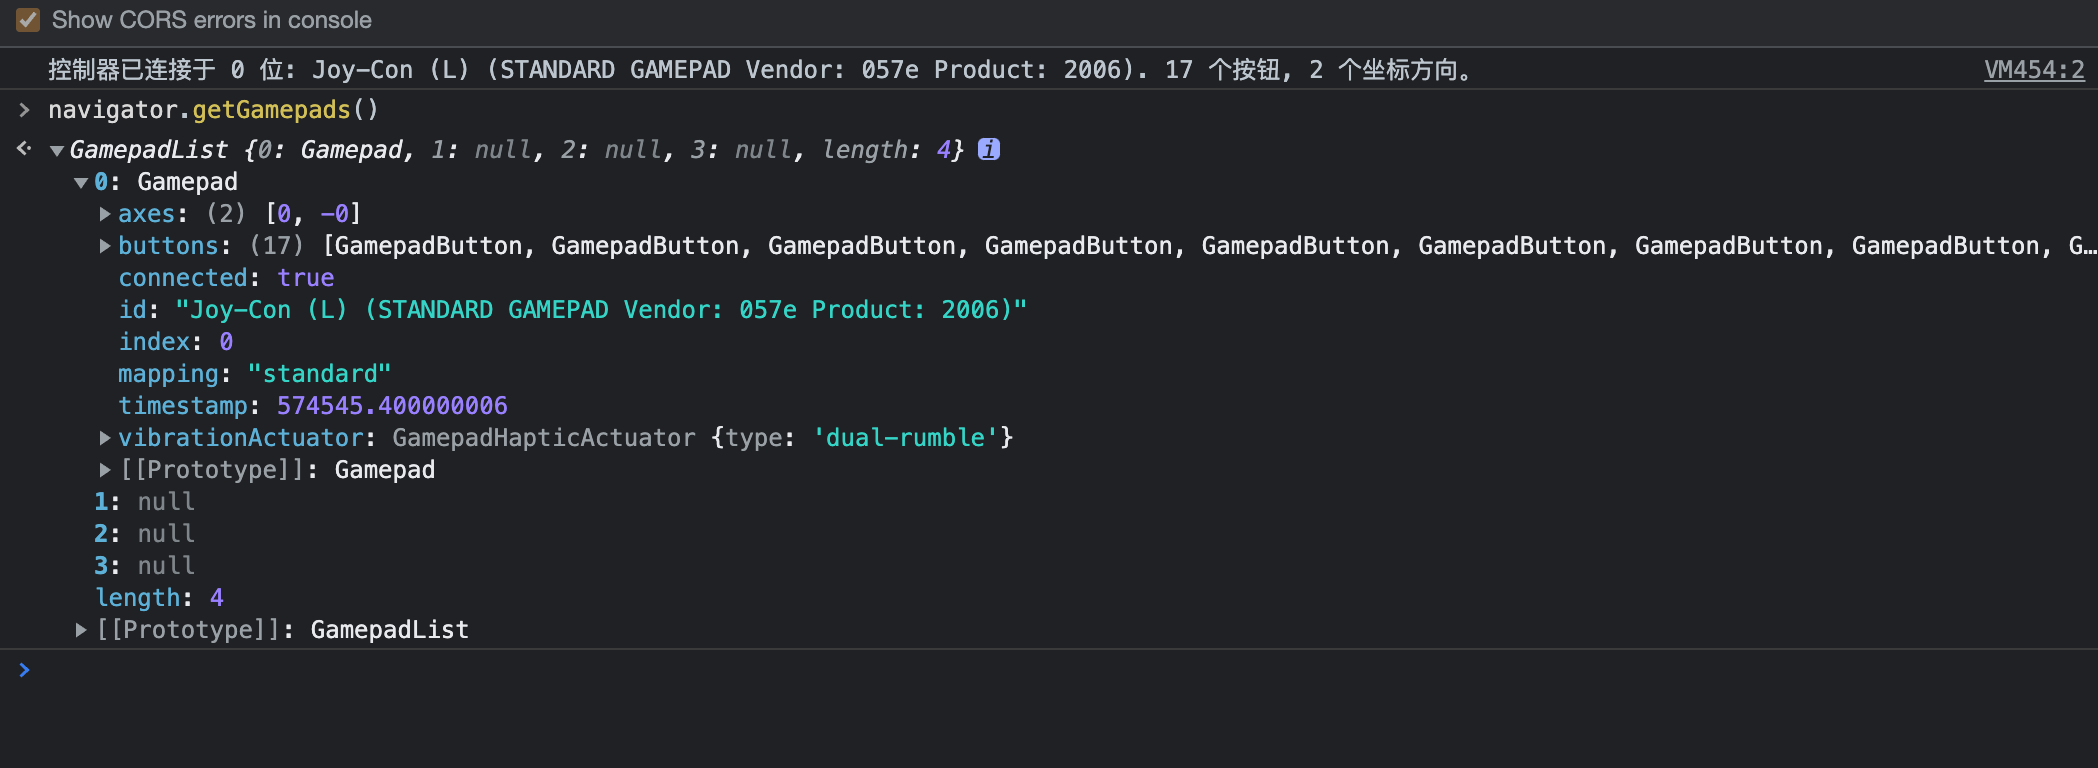 Show CORS errors in console
控制器已连接于 0 位: Joy-Con (L) (STANDARD GAMEPAD Vendor: 057e Product: 2006). 17 个按钮, 2 个坐标方向。 VM454:2
> navigator.getGamepads()
GamepadList {0: Gamepad, 1: null, 2: null, 3: null, length: 4} i
0: Gamepad
axes: (2) [0, -0]
buttons: (17) [GamepadButton, GamepadButton, GamepadButton, GamepadButton, GamepadButton, GamepadButton, GamepadButton, GamepadButton, G…
connected: true
id: "Joy-Con (L) (STANDARD GAMEPAD Vendor: 057e Product: 2006)"
index: 0
mapping: "standard"
timestamp: 574545.400000006
vibrationActuator: GamepadHapticActuator {type: 'dual-rumble'}
[[Prototype]]: Gamepad
1: null
2: null
3: null
length: 4
[[Prototype]]: GamepadList
>